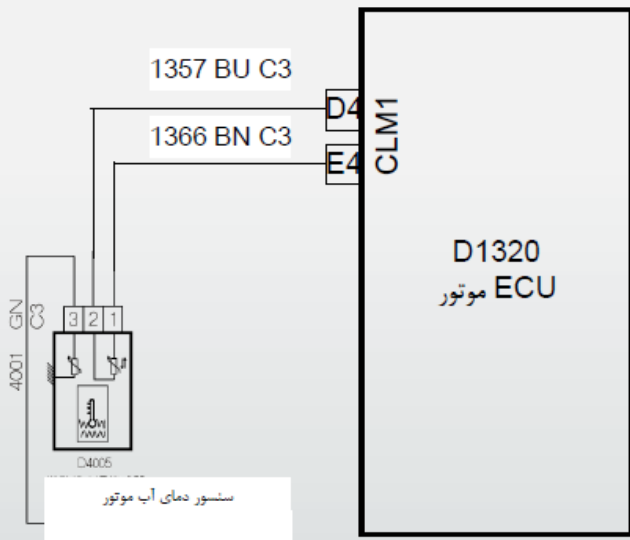 1357 BU C3
D4
1366 BN C3
E4
CLM1
D1320
ECU موتور
4001 GN
C3
3 2 1
D4005
سنسور دمای آب موتور